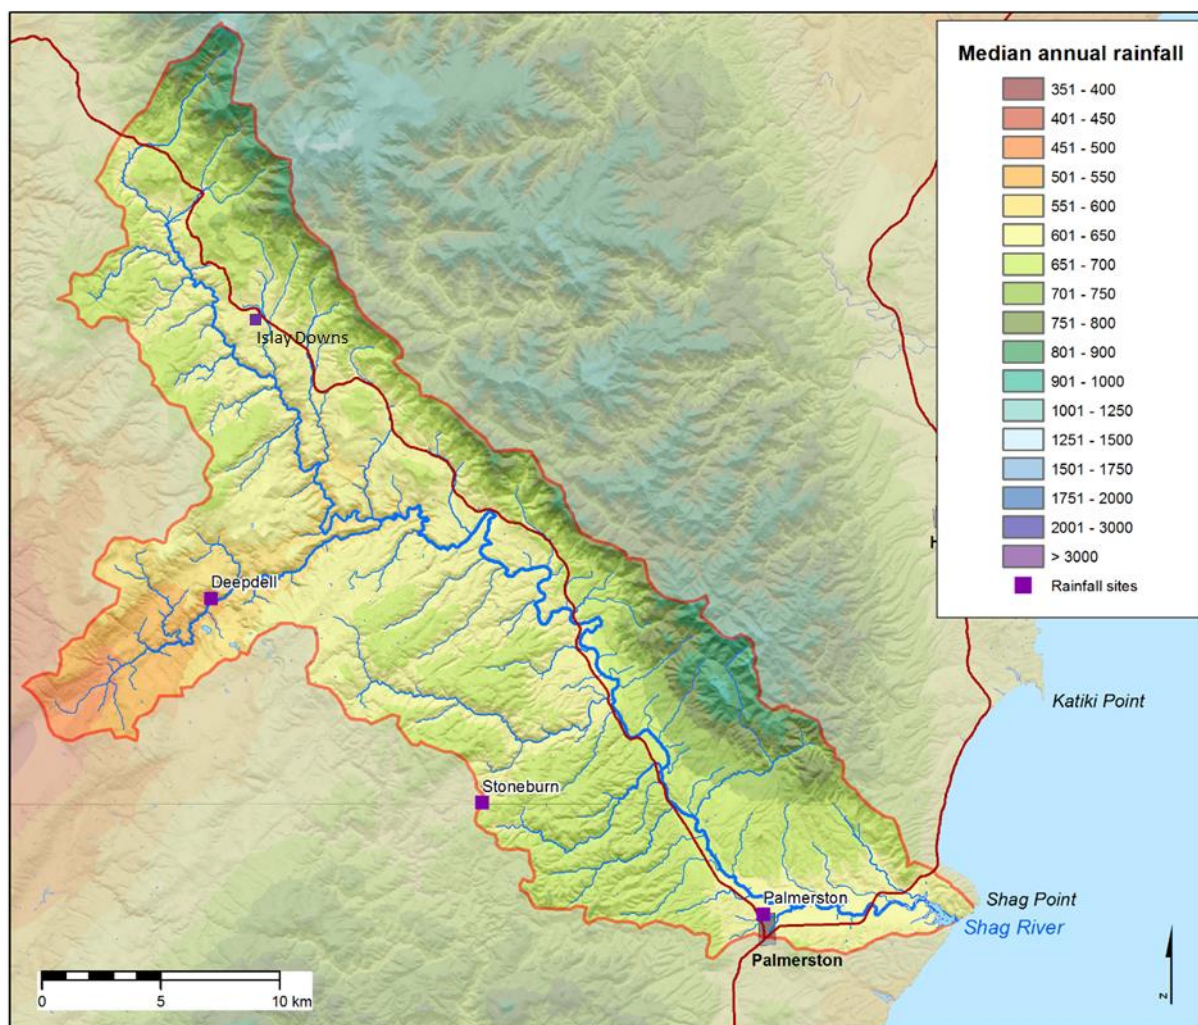 Median annual rainfall
351 - 400
401 - 450
451 - 500
501 - 550
551 - 600
601 - 650
651 - 700
701 - 750
751 - 800
801 - 900
901 - 1000
1001 - 1250
1251 - 1500
1501 - 1750
1751 - 2000
2001 - 3000
> 3000
Rainfall sites
Islay Downs
Deepdell
Katiki Point
Stoneburn
Palmerston
Shag Point
Shag River
Palmerston
0 5 10 km
N